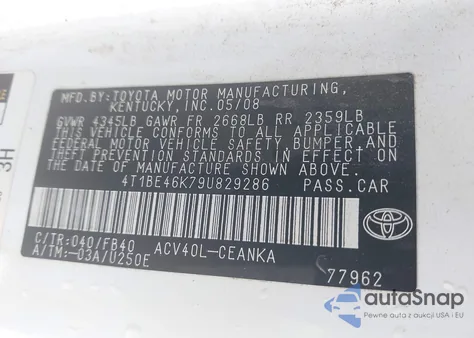 MFD.BY:TOYOTA MOTOR MANUFACTURING,
KENTUCKY,INC.05/08
GVWR 4345LB GAWR FR 2668LB RR 2359LB
THIS VEHICLE CONFORMS TO ALL APPLICABLE
FEDERAL MOTOR VEHICLE SAFETY, BUMPER, AND
THEFT PREVENTION STANDARDS IN EFFECT ON
THE DATE OF MANUFACTURE SHOWN ABOVE.
4T1BE46K79U829286 PASS.CAR
C/TR:040/FB40 ACV40L-CEANKA
A/TM:-03A/U250E
77962
TOYOTA
3H
autoSnap
Pewne auta z aukcji USA i EU